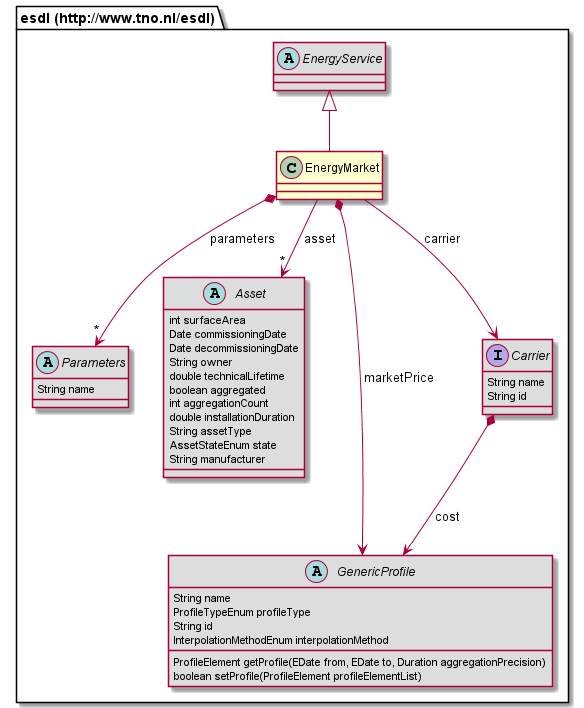 esdl (http://www.tno.nl/esdl)
A EnergyService
C EnergyMarket
parameters
asset
carrier
*
*
A Asset
int surfaceArea
Date commissioningDate
Date decommissioningDate
String owner
double technicalLifetime
boolean aggregated
int aggregationCount
double installationDuration
String assetType
AssetStateEnum state
String manufacturer
A Parameters
String name
marketPrice
I Carrier
String name
String id
cost
A GenericProfile
String name
ProfileTypeEnum profileType
String id
InterpolationMethodEnum interpolationMethod
ProfileElement getProfile(EDate from, EDate to, Duration aggregationPrecision)
boolean setProfile(ProfileElement profileElementList)